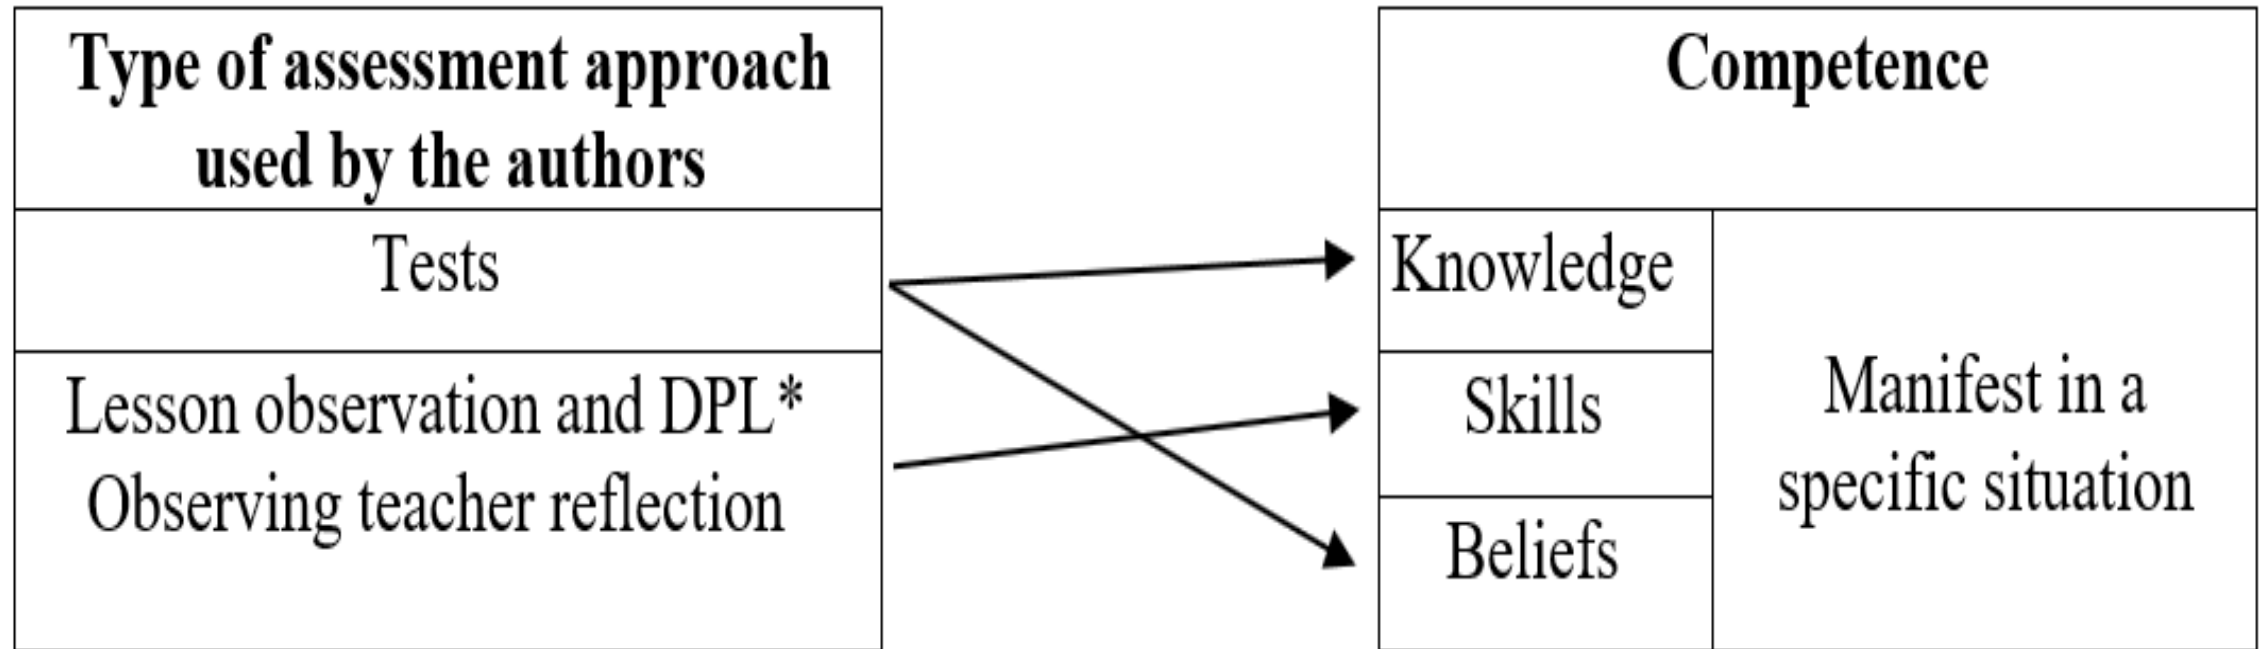 Type of assessment approach
used by the authors
Tests
Lesson observation and DPL*
Observing teacher reflection
Competence
Knowledge
Skills
Beliefs
Manifest in a
specific situation